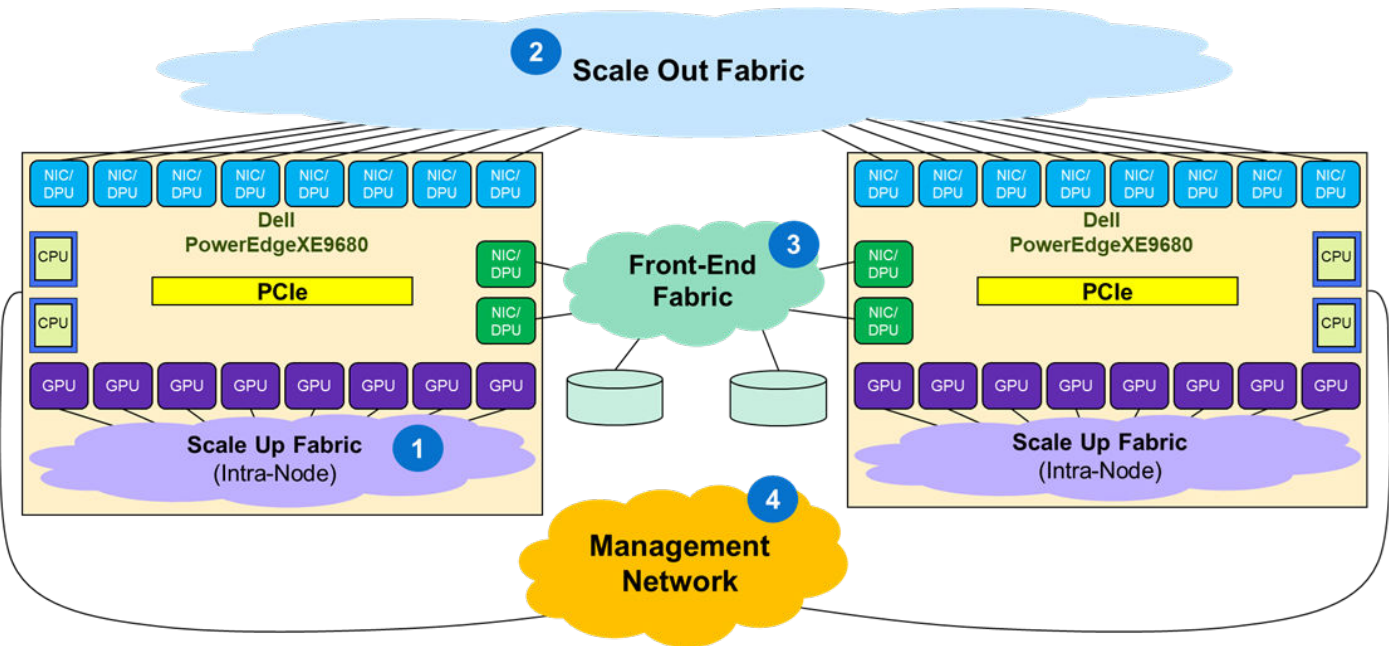 2
Scale Out Fabric
NIC/
DPU
NIC/
DPU
NIC/
DPU
NIC/
DPU
NIC/
DPU
NIC/
DPU
NIC/
DPU
NIC/
DPU
Dell
PowerEdgeXE9680
CPU
CPU
NIC/
DPU
NIC/
DPU
PCIe
GPU
GPU
GPU
GPU
GPU
GPU
GPU
GPU
Scale Up Fabric
(Intra-Node)
1
3
Front-End
Fabric
NIC/
DPU
NIC/
DPU
NIC/
DPU
NIC/
DPU
NIC/
DPU
NIC/
DPU
NIC/
DPU
NIC/
DPU
Dell
PowerEdgeXE9680
NIC/
DPU
NIC/
DPU
CPU
CPU
PCIe
GPU
GPU
GPU
GPU
GPU
GPU
GPU
GPU
Scale Up Fabric
(Intra-Node)
4
Management
Network